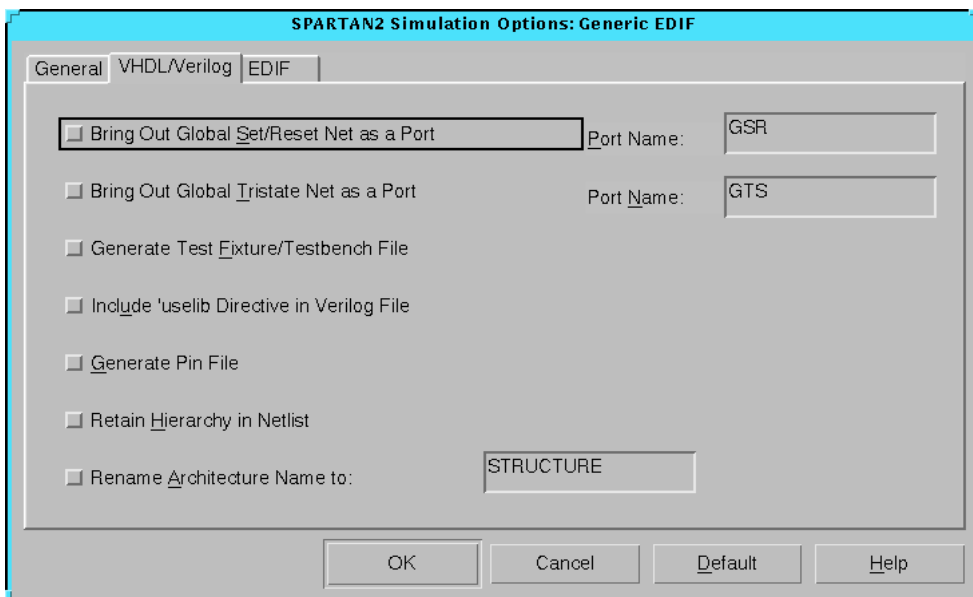 SPARTAN2 Simulation Options: Generic EDIF
General VHDL/Verilog EDIF
Bring Out Global Set/Reset Net as a Port Port Name: GSR
Bring Out Global Tristate Net as a Port Port Name: GTS
Generate Test Fixture/Testbench File
Include 'uselib Directive in Verilog File
Generate Pin File
Retain Hierarchy in Netlist
Rename Architecture Name to: STRUCTURE
OK Cancel Default Help